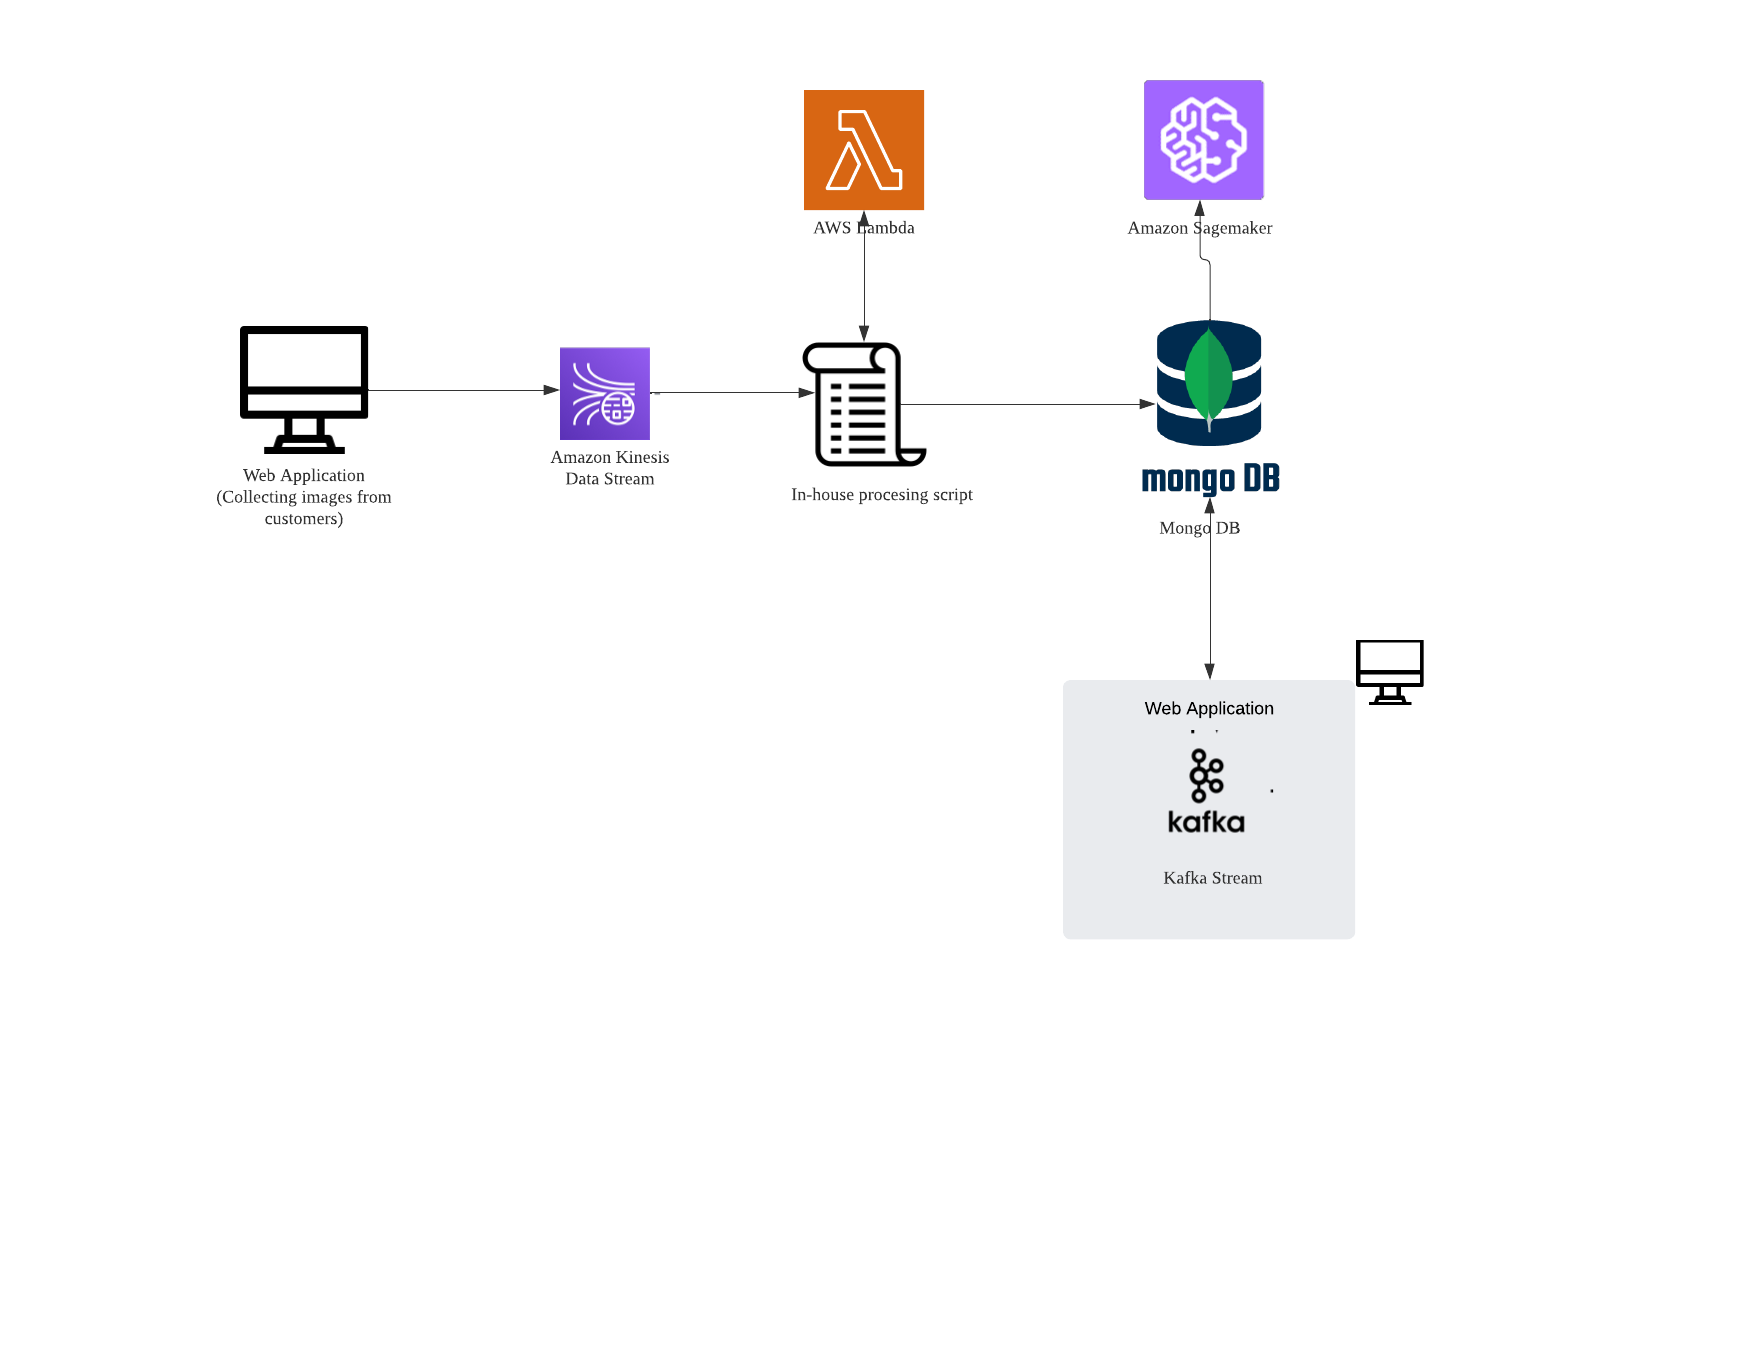 AWS Lambda
Amazon Sagemaker
Web Application
(Collecting images from
customers)
Amazon Kinesis
Data Stream
In-house procesing script
mongo DB
Mongo DB
Web Application
kafka
Kafka Stream